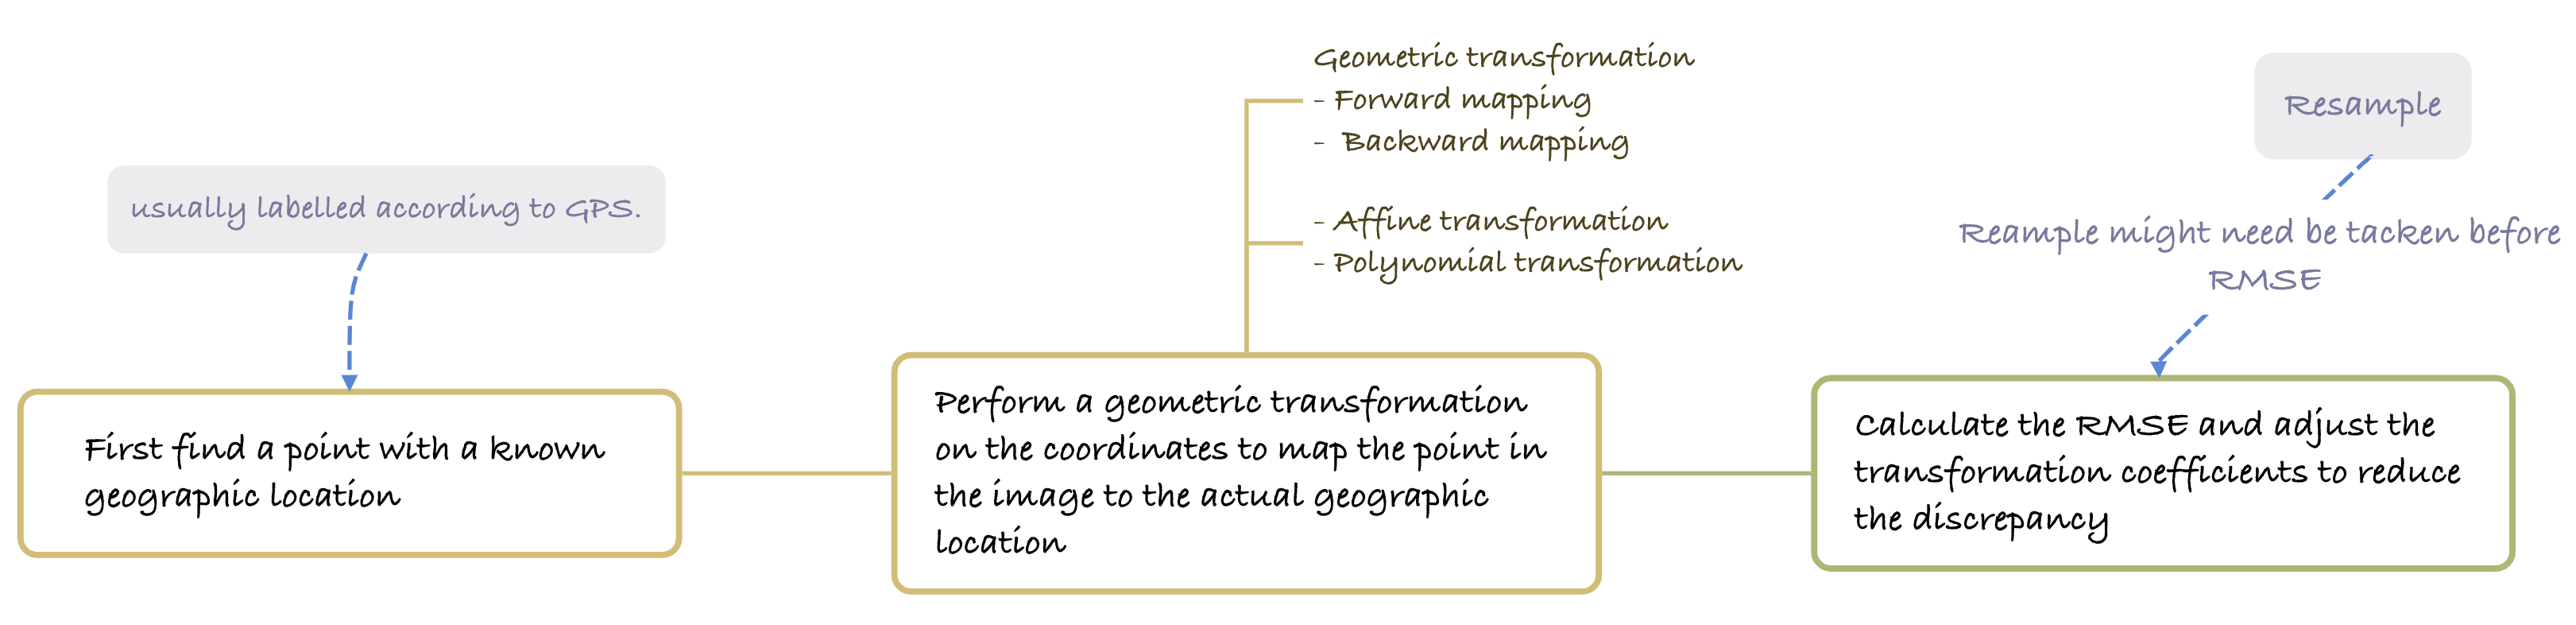 usually labelled according to GPS.
First find a point with a known
geographic location
Geometric transformation
- Forward mapping
- Backward mapping
- Affine transformation
- Polynomial transformation
Perform a geometric transformation
on the coordinates to map the point in
the image to the actual geographic
location
Resample
Reample might need be tacken before
RMSE
Calculate the RMSE and adjust the
transformation coefficients to reduce
the discrepancy